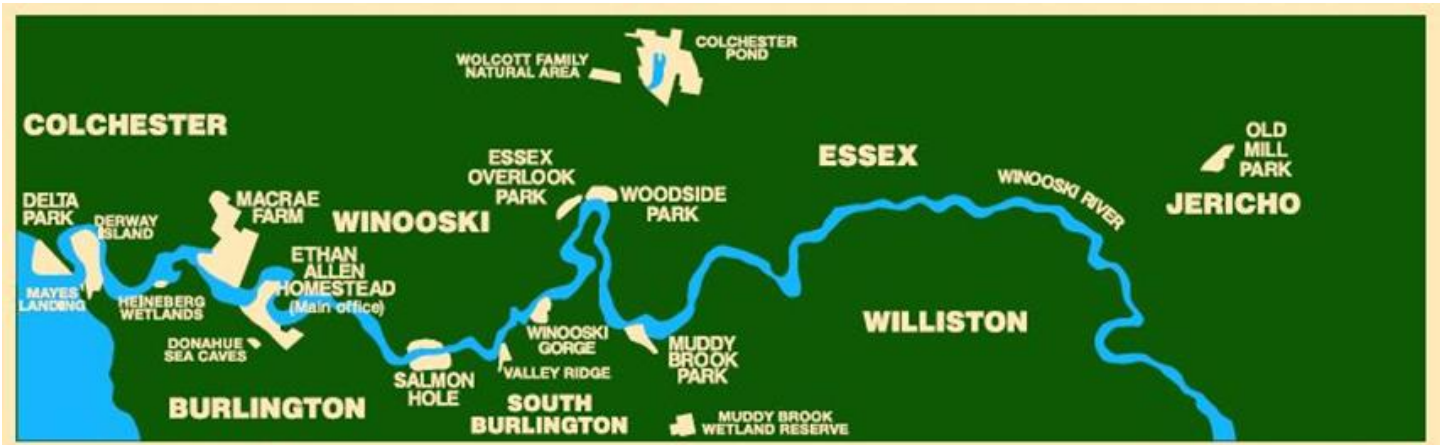 COLCHESTER
POND
WOLCOTT FAMILY
NATURAL AREA
COLCHESTER
ESSEX
OVERLOOK
PARK
ESSEX
OLD
MILL
PARK
DELTA
PARK
DERWAY
ISLAND
MACRAE
FARM
WINOOSKI
WOODSIDE
PARK
WINOOSKI RIVER
JERICHO
ETHAN
ALLEN
HOMESTEAD
(Main office)
MAYES
LANDING
HEINEBERG
WETLANDS
DONAHUE
SEA CAVES
WINOOSKI
GORGE
WILLISTON
MUDDY
BROOK
PARK
SALMON
HOLE
VALLEY RIDGE
BURLINGTON
SOUTH
BURLINGTON
MUDDY BROOK
WETLAND RESERVE